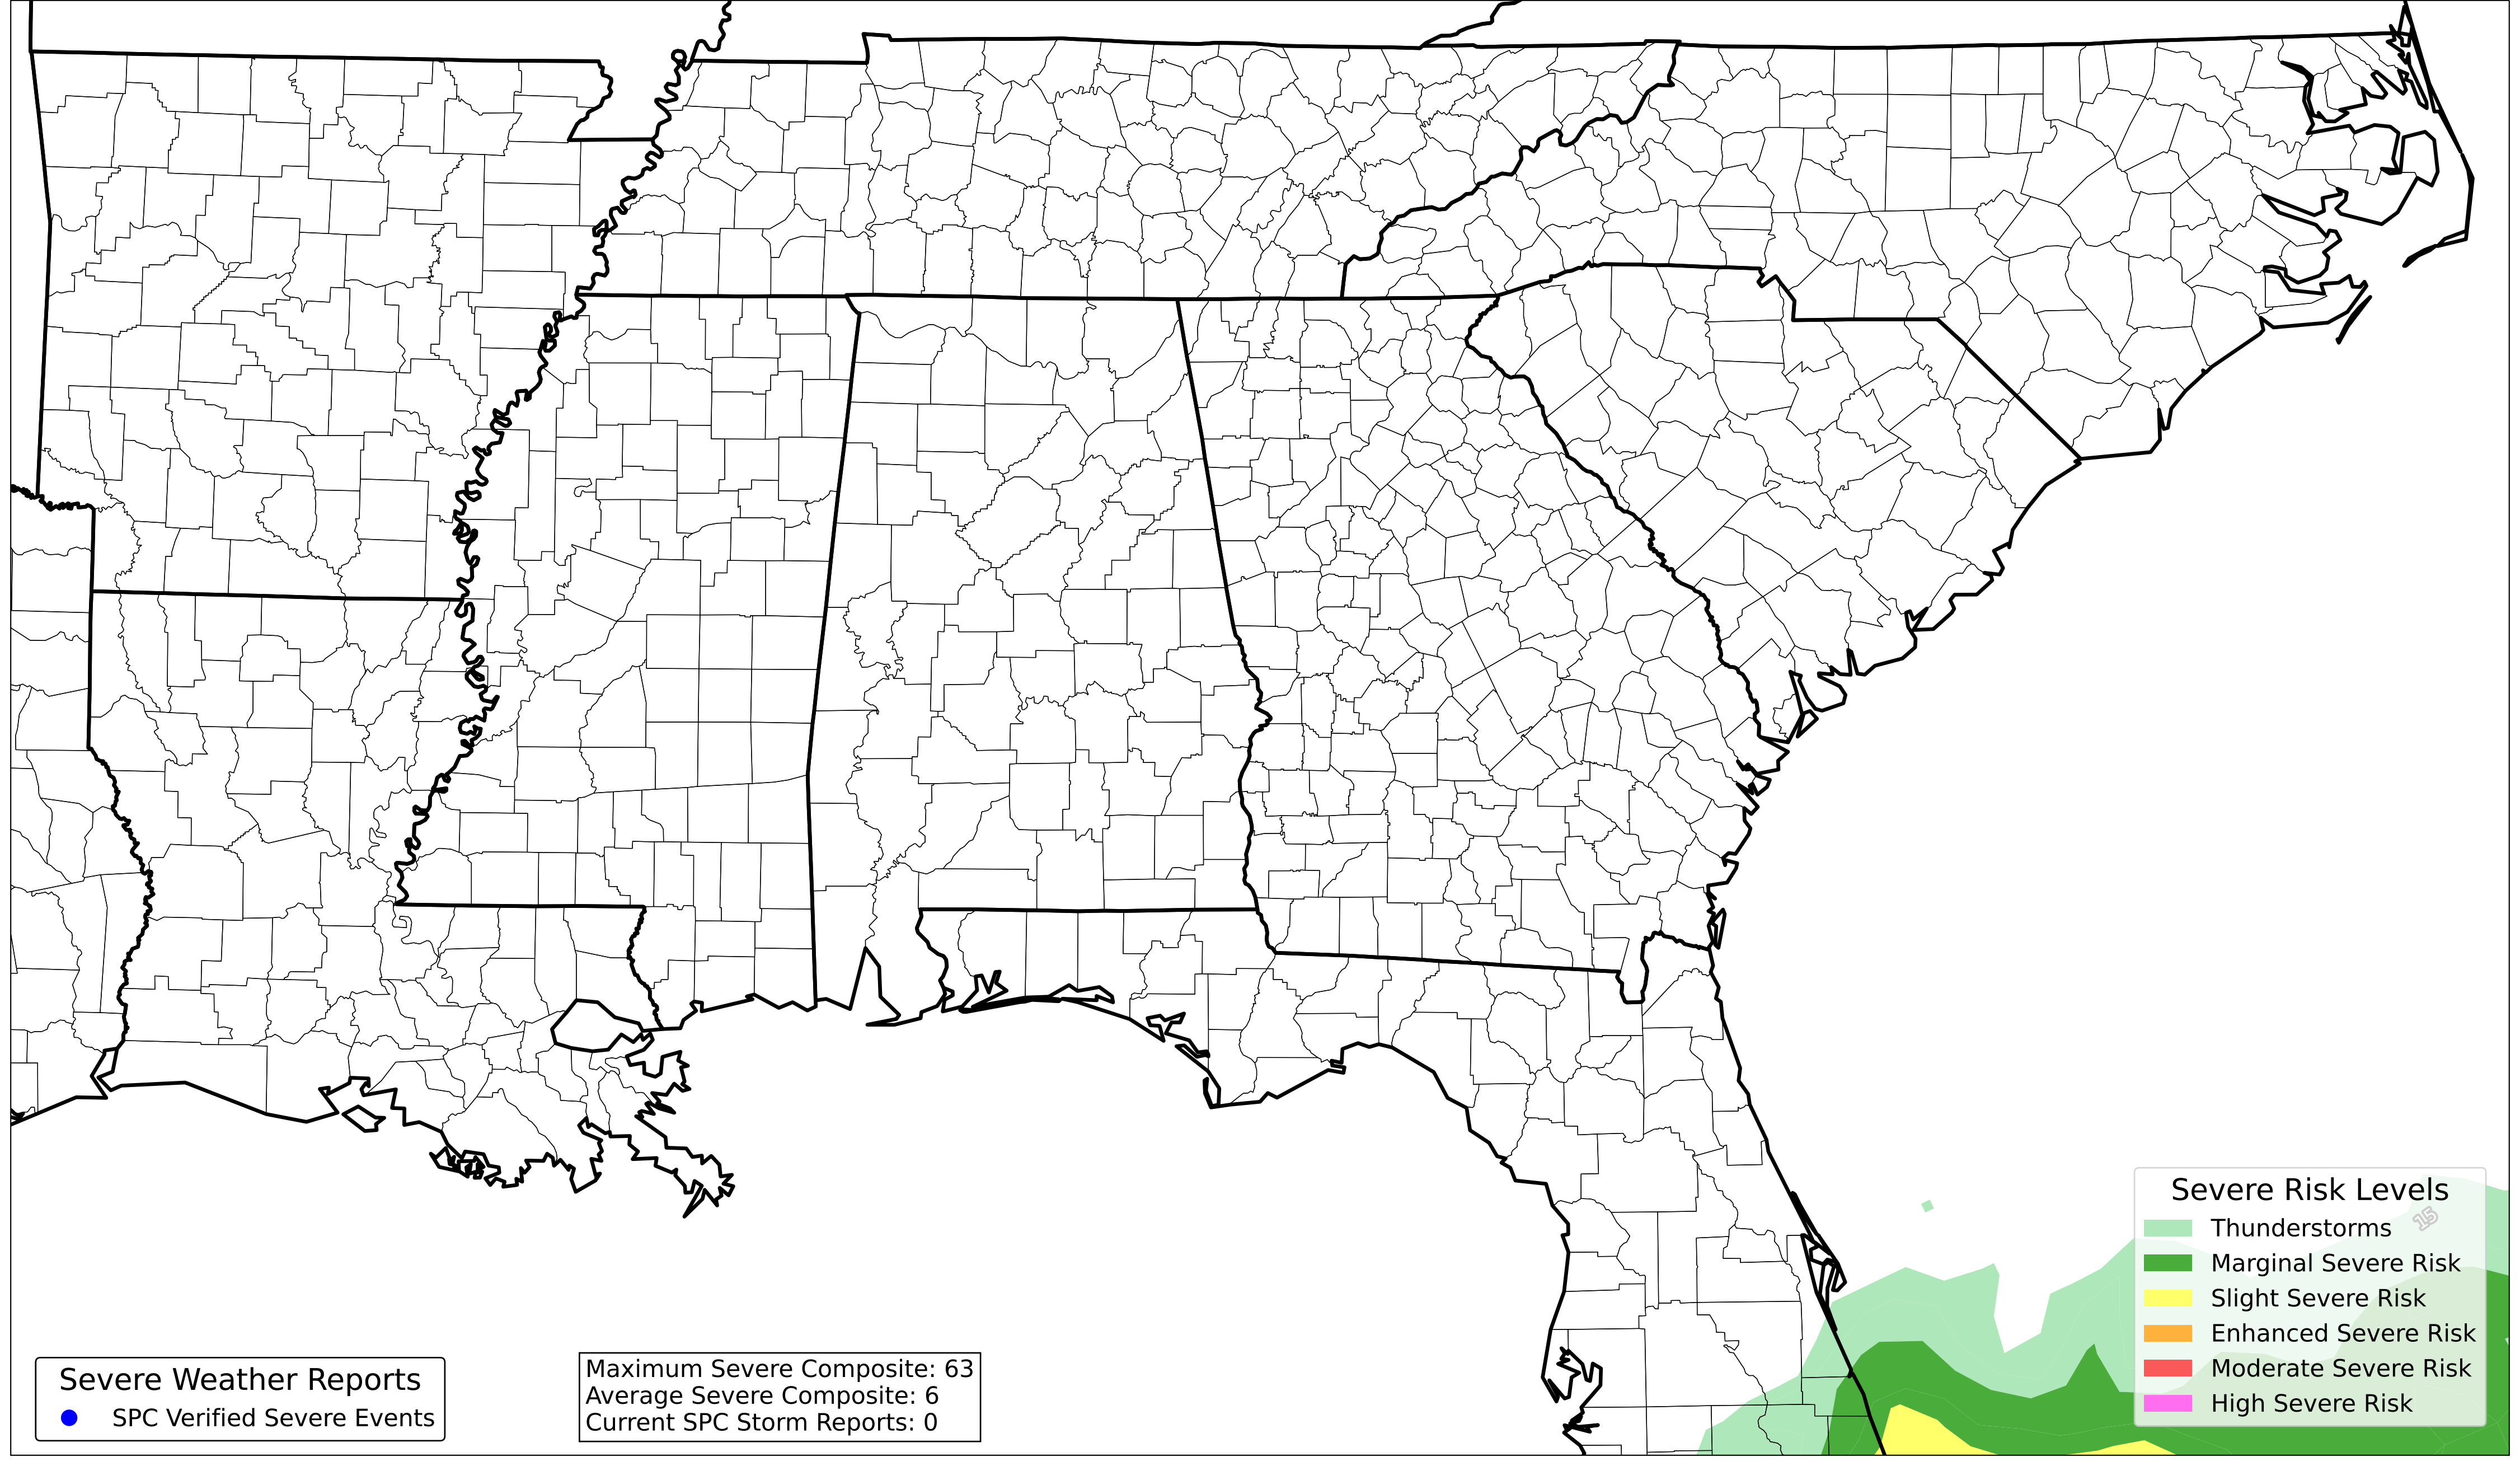 Severe Risk Levels
15
Thunderstorms
Marginal Severe Risk
Slight Severe Risk
Enhanced Severe Risk
Moderate Severe Risk
High Severe Risk
Severe Weather Reports
SPC Verified Severe Events
Maximum Severe Composite: 63
Average Severe Composite: 6
Current SPC Storm Reports: 0